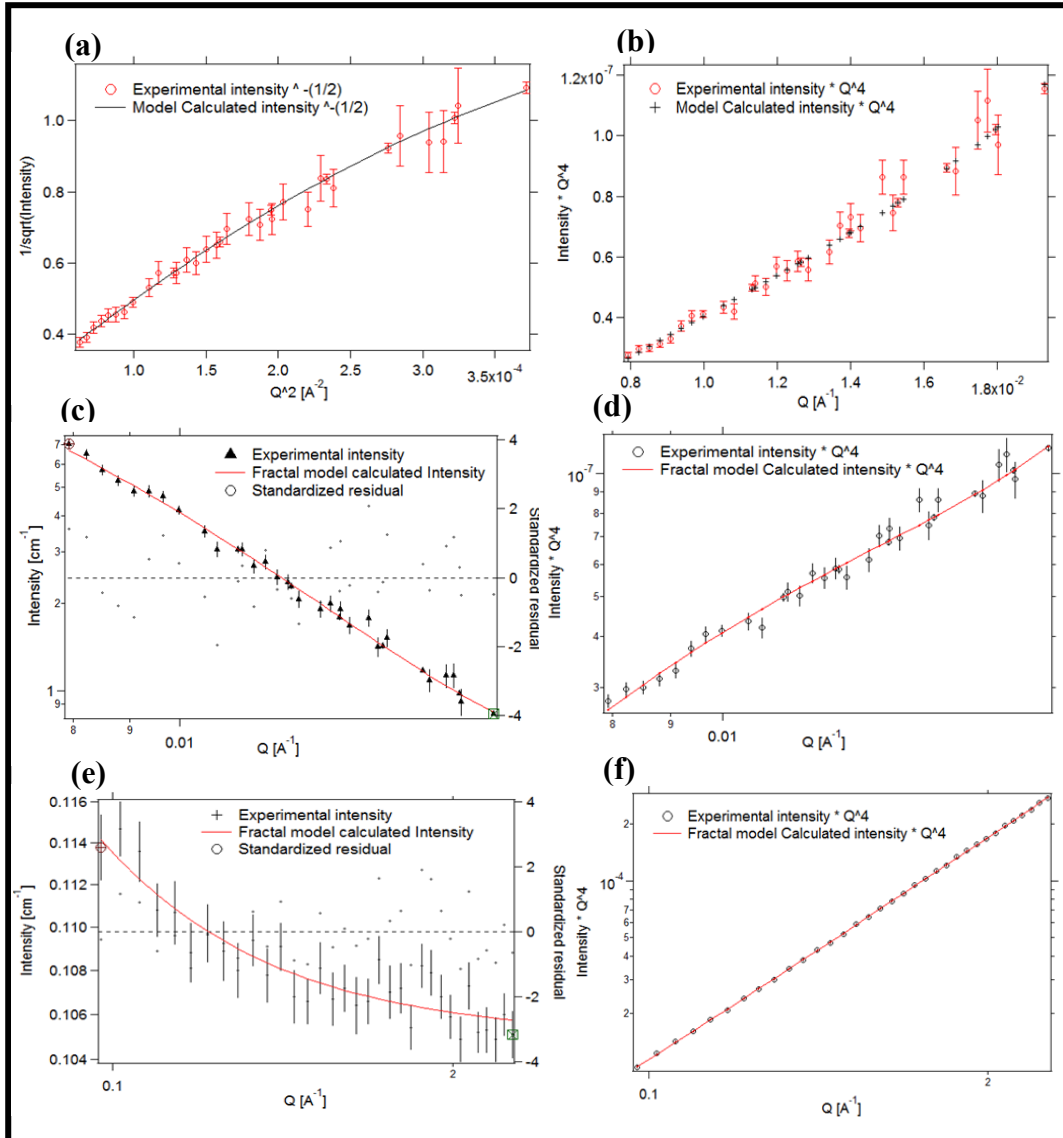 (a)
Experimental intensity ^ -(1/2)
Model Calculated intensity ^-(1/2)
1/sqrt(Intensity)
1.0
0.8
0.6
0.4
1.0
1.5
2.0
2.5
3.0
3.5x10^-4
Q^2 [A^-2]
(b)
1.2x10^-7
Experimental intensity * Q^4
Model Calculated intensity * Q^4
Intensity * Q^4
1.0
0.8
0.6
0.4
0.8
1.0
1.2
1.4
1.6
1.8 x10^-2
Q [A^-1]
(c)
Experimental intensity
Fractal model calculated Intensity
Standardized residual
Intensity [cm^-1]
7
6
5
4
3
2
1
9
4
2
0
-2
-4
Standardized residual
8
9
0.01
Q [A^-1]
(d)
Experimental intensity * Q^4
Fractal model Calculated intensity * Q^4
Intensity * Q^4
10^-7
9
8
7
6
5
4
3
8
9
0.01
Q [A^-1]
(e)
Experimental intensity
Fractal model calculated Intensity
Standardized residual
Intensity [cm^-1]
0.116
0.114
0.112
0.110
0.108
0.106
0.104
4
2
0
-2
-4
Standardized residual
0.1
2
Q [A^-1]
(f)
Experimental intensity * Q^4
Fractal model Calculated intensity * Q^4
Intensity * Q^4
2
10^-4
9
8
7
6
5
4
3
2
0.1
2
Q [A^-1]